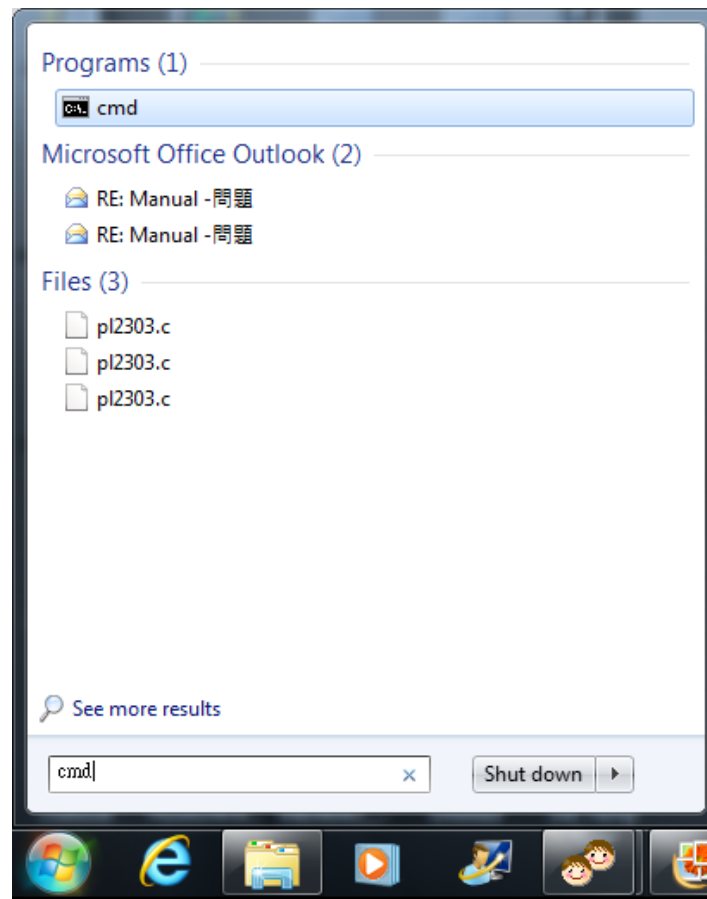 Programs (1)
cmd
Microsoft Office Outlook (2)
RE: Manual -問題
RE: Manual -問題
Files (3)
pl2303.c
pl2303.c
pl2303.c
See more results
cmd
Shut down